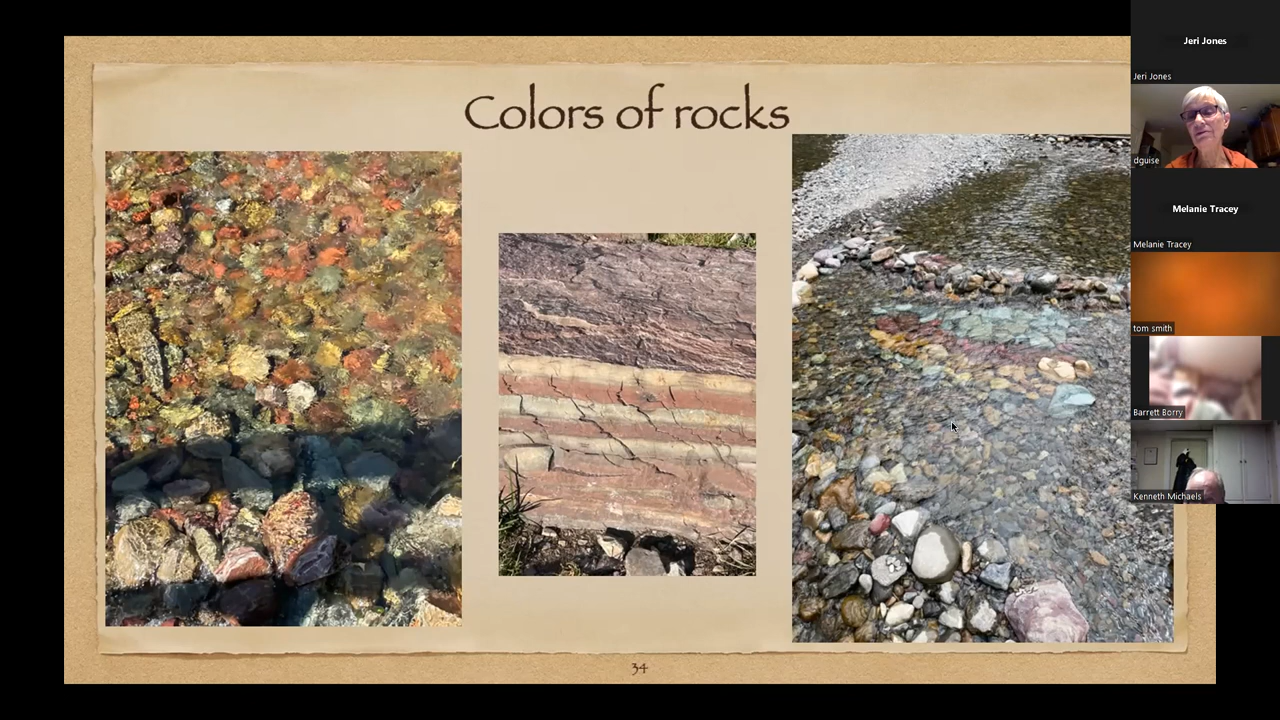 Colors of rocks
34
Jeri Jones
Jeri Jones
dguise
Melanie Tracey
Melanie Tracey
tom smith
Barrett Borry
Kenneth Michaels